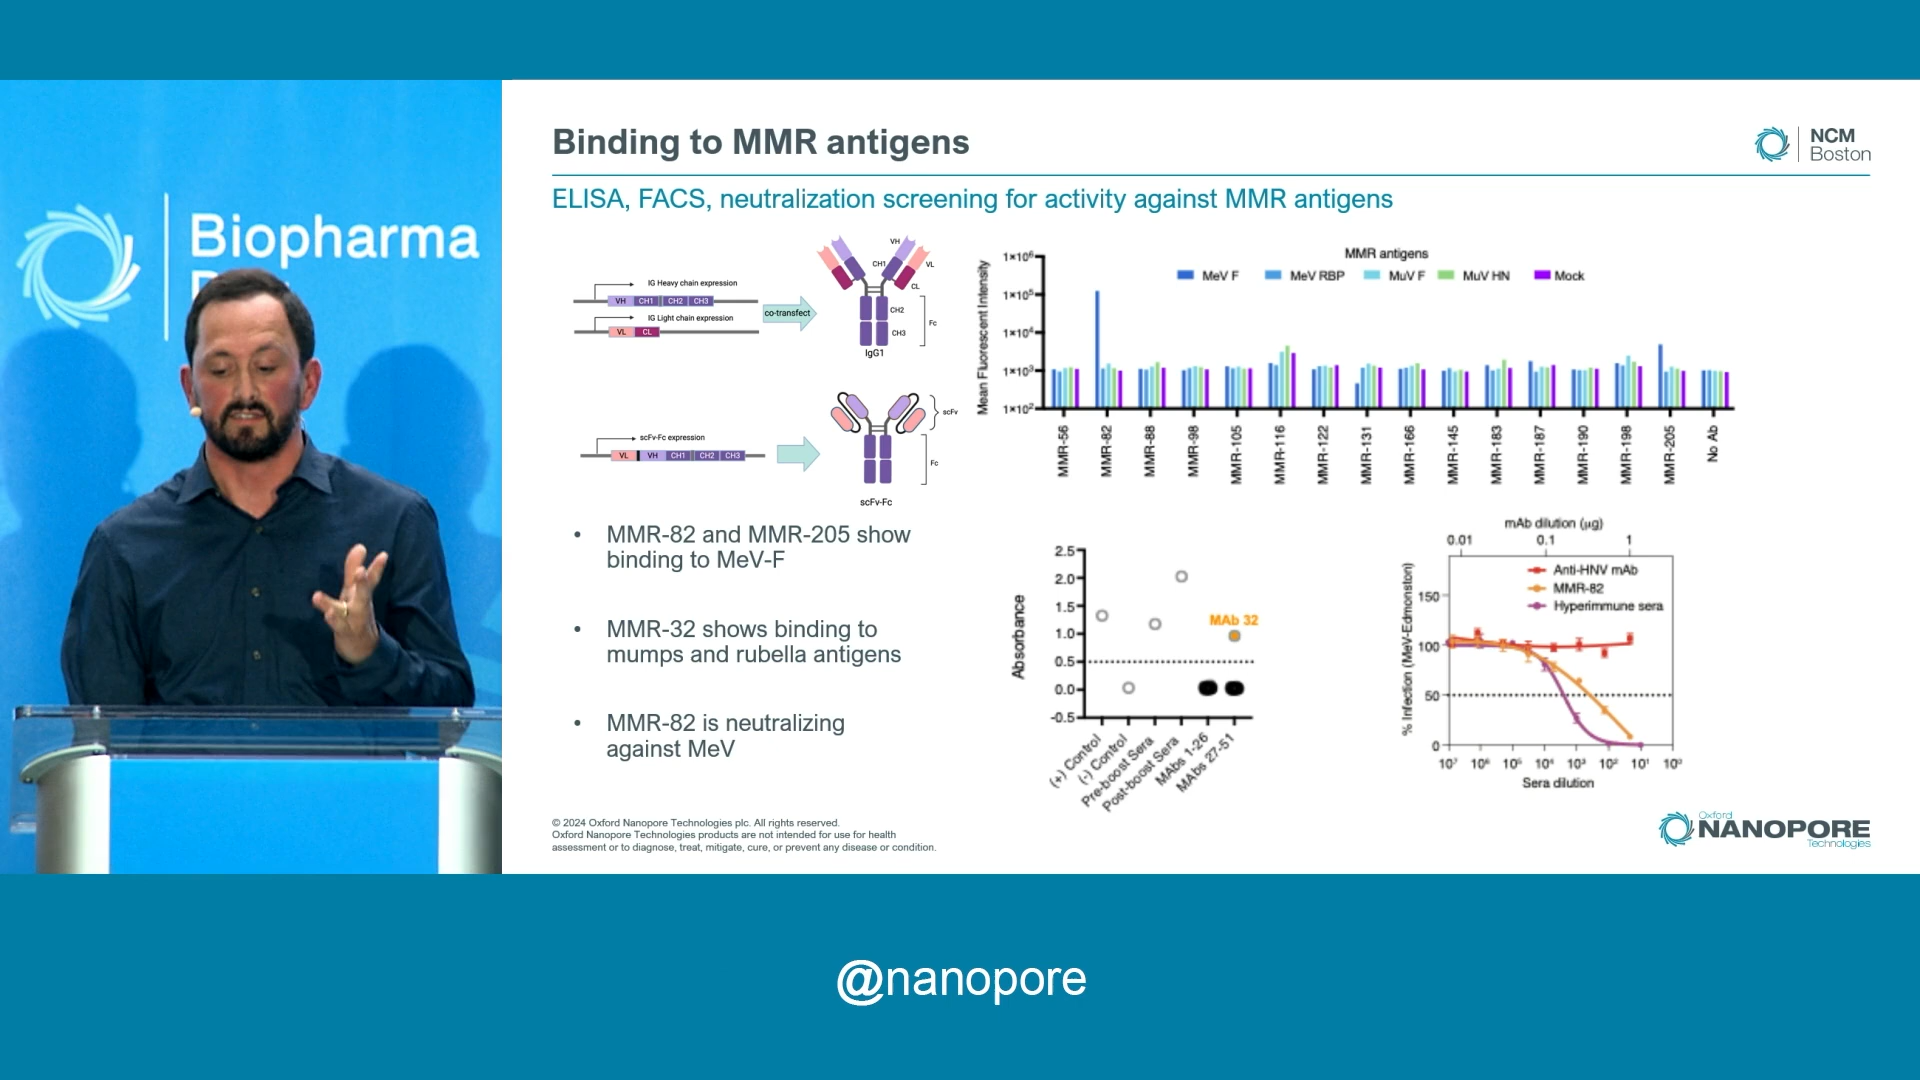 Biopharma
Binding to MMR antigens
NCM
Boston
ELISA, FACS, neutralization screening for activity against MMR antigens
IG Heavy chain expression
VH CH1 CH2 CH3
IG Light chain expression
VL CL
co-transfect
VH
CH1
VL
CL
CH2
CH3
Fc
IgG1
scFv-Fc expression
VL VH CH1 CH2 CH3
scFv
Fc
scFv-Fc
MMR antigens
MeV F MeV RBP MuV F MuV HN Mock
Mean Fluorescent Intensity
1×10⁶
1×10⁵
1×10⁴
1×10³
1×10²
MMR-56 MMR-82 MMR-88 MMR-98 MMR-105 MMR-116 MMR-122 MMR-131 MMR-166 MMR-145 MMR-183 MMR-187 MMR-190 MMR-198 MMR-205 No Ab
• MMR-82 and MMR-205 show
binding to MeV-F
• MMR-32 shows binding to
mumps and rubella antigens
• MMR-82 is neutralizing
against MeV
Absorbance
2.5
2.0
1.5
1.0
0.5
0.0
-0.5
MAb 32
(+) Control (-) Control Pre-boost Sera Post-boost Sera MAbs 1-26 MAbs 27-51
mAb dilution (µg)
0.01 0.1 1
Anti-HNV mAb
MMR-82
Hyperimmune sera
% Infection (MeV-Edmonston)
150
100
50
0
10⁷ 10⁶ 10⁵ 10⁴ 10³ 10² 10¹ 10⁰
Sera dilution
© 2024 Oxford Nanopore Technologies plc. All rights reserved.
Oxford Nanopore Technologies products are not intended for use for health
assessment or to diagnose, treat, mitigate, cure, or prevent any disease or condition.
Oxford
NANOPORE
Technologies
@nanopore